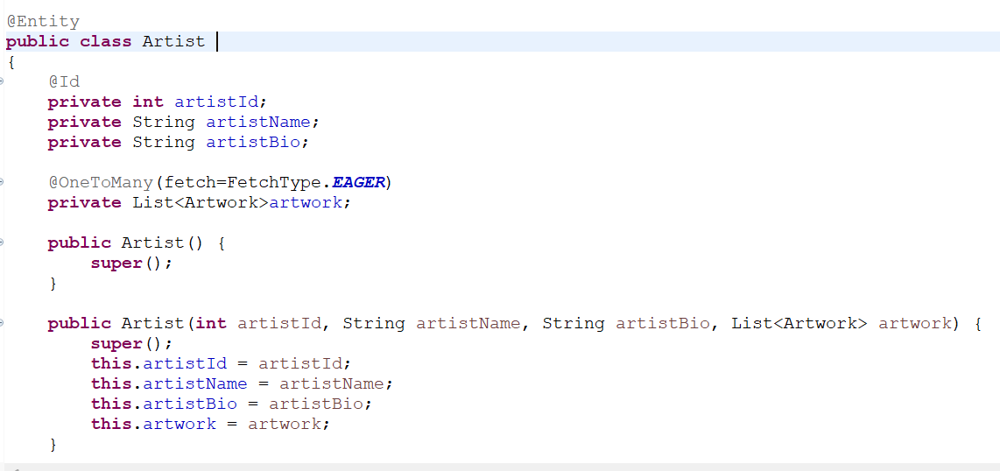 @Entity
public class Artist
{
@Id
private int artistId;
private String artistName;
private String artistBio;
@OneToMany(fetch=FetchType.EAGER)
private List<Artwork>artwork;
public Artist() {
super();
}
public Artist(int artistId, String artistName, String artistBio, List<Artwork> artwork) {
super();
this.artistId = artistId;
this.artistName = artistName;
this.artistBio = artistBio;
this.artwork = artwork;
}